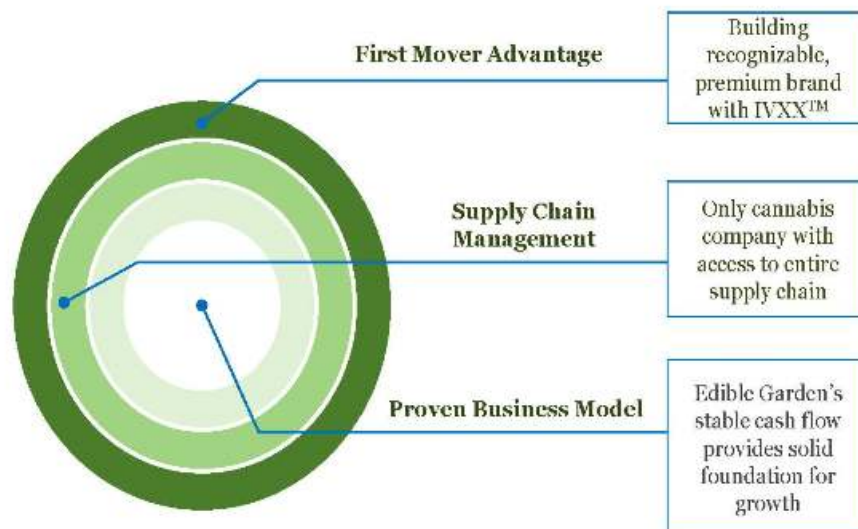 First Mover Advantage
Building
recognizable,
premium brand
with IVXX™
Supply Chain
Management
Only cannabis
company with
access to entire
supply chain
Proven Business Model
Edible Garden's
stable cash flow
provides solid
foundation for
growth